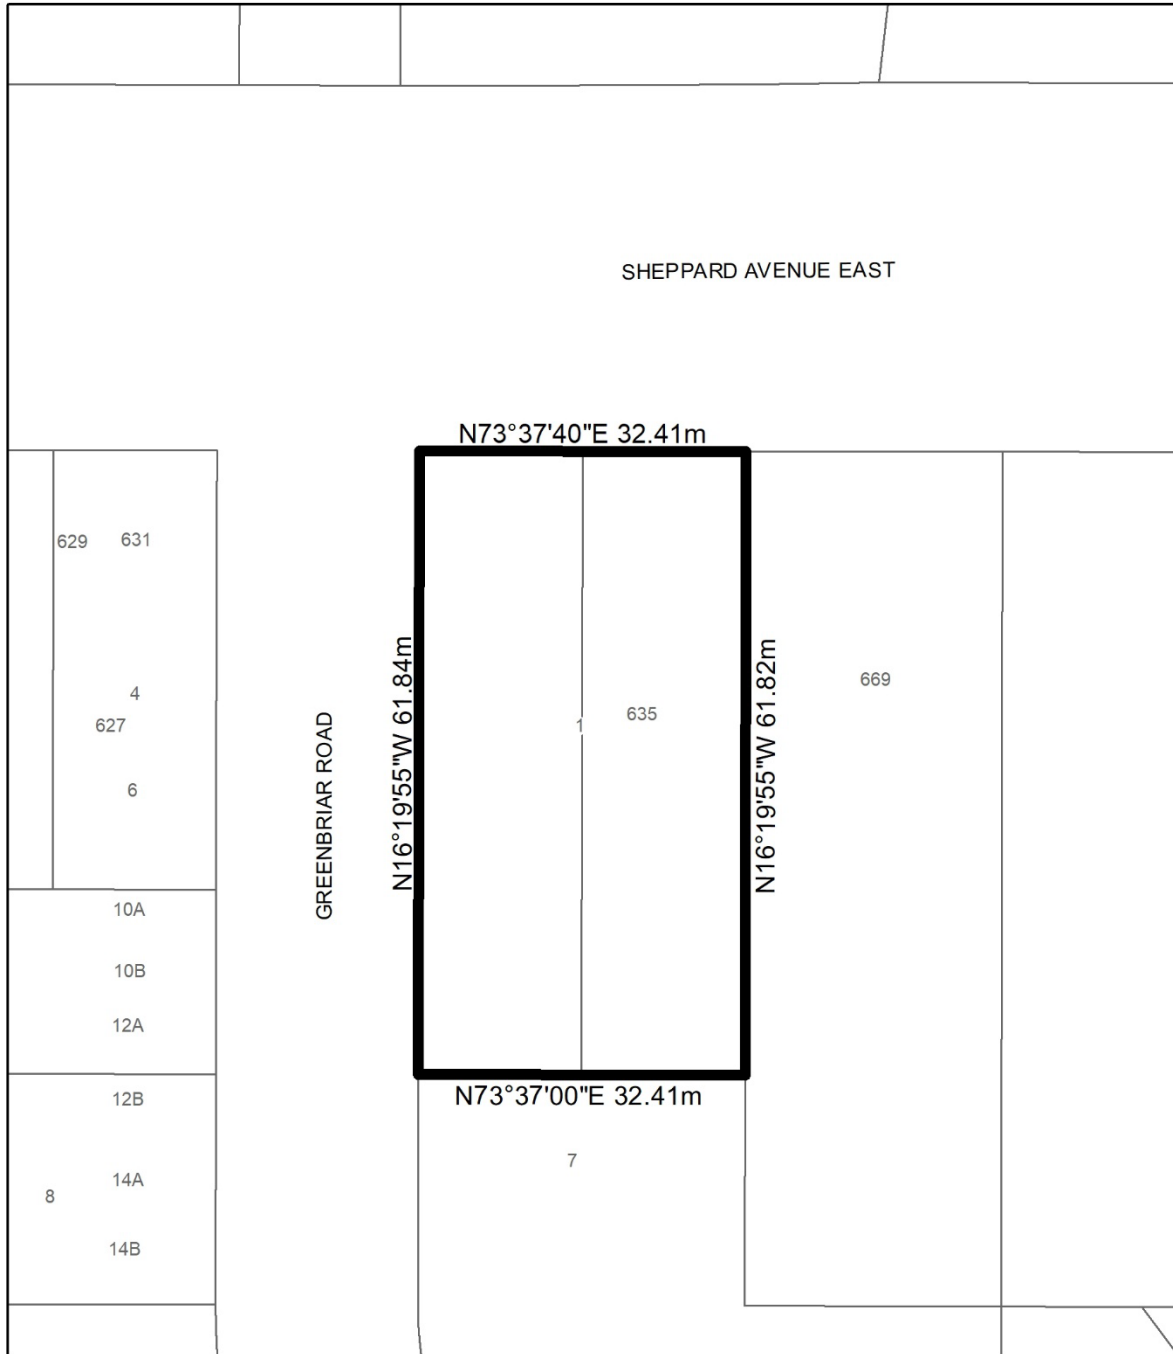 SHEPPARD AVENUE EAST
N73°37'40"E 32.41m
629
631
N16°19'55"W 61.84m
N16°19'55"W 61.82m
669
4
627
1
635
6
GREENBRIAR ROAD
10A
10B
12A
12B
N73°37'00"E 32.41m
7
14A
8
14B